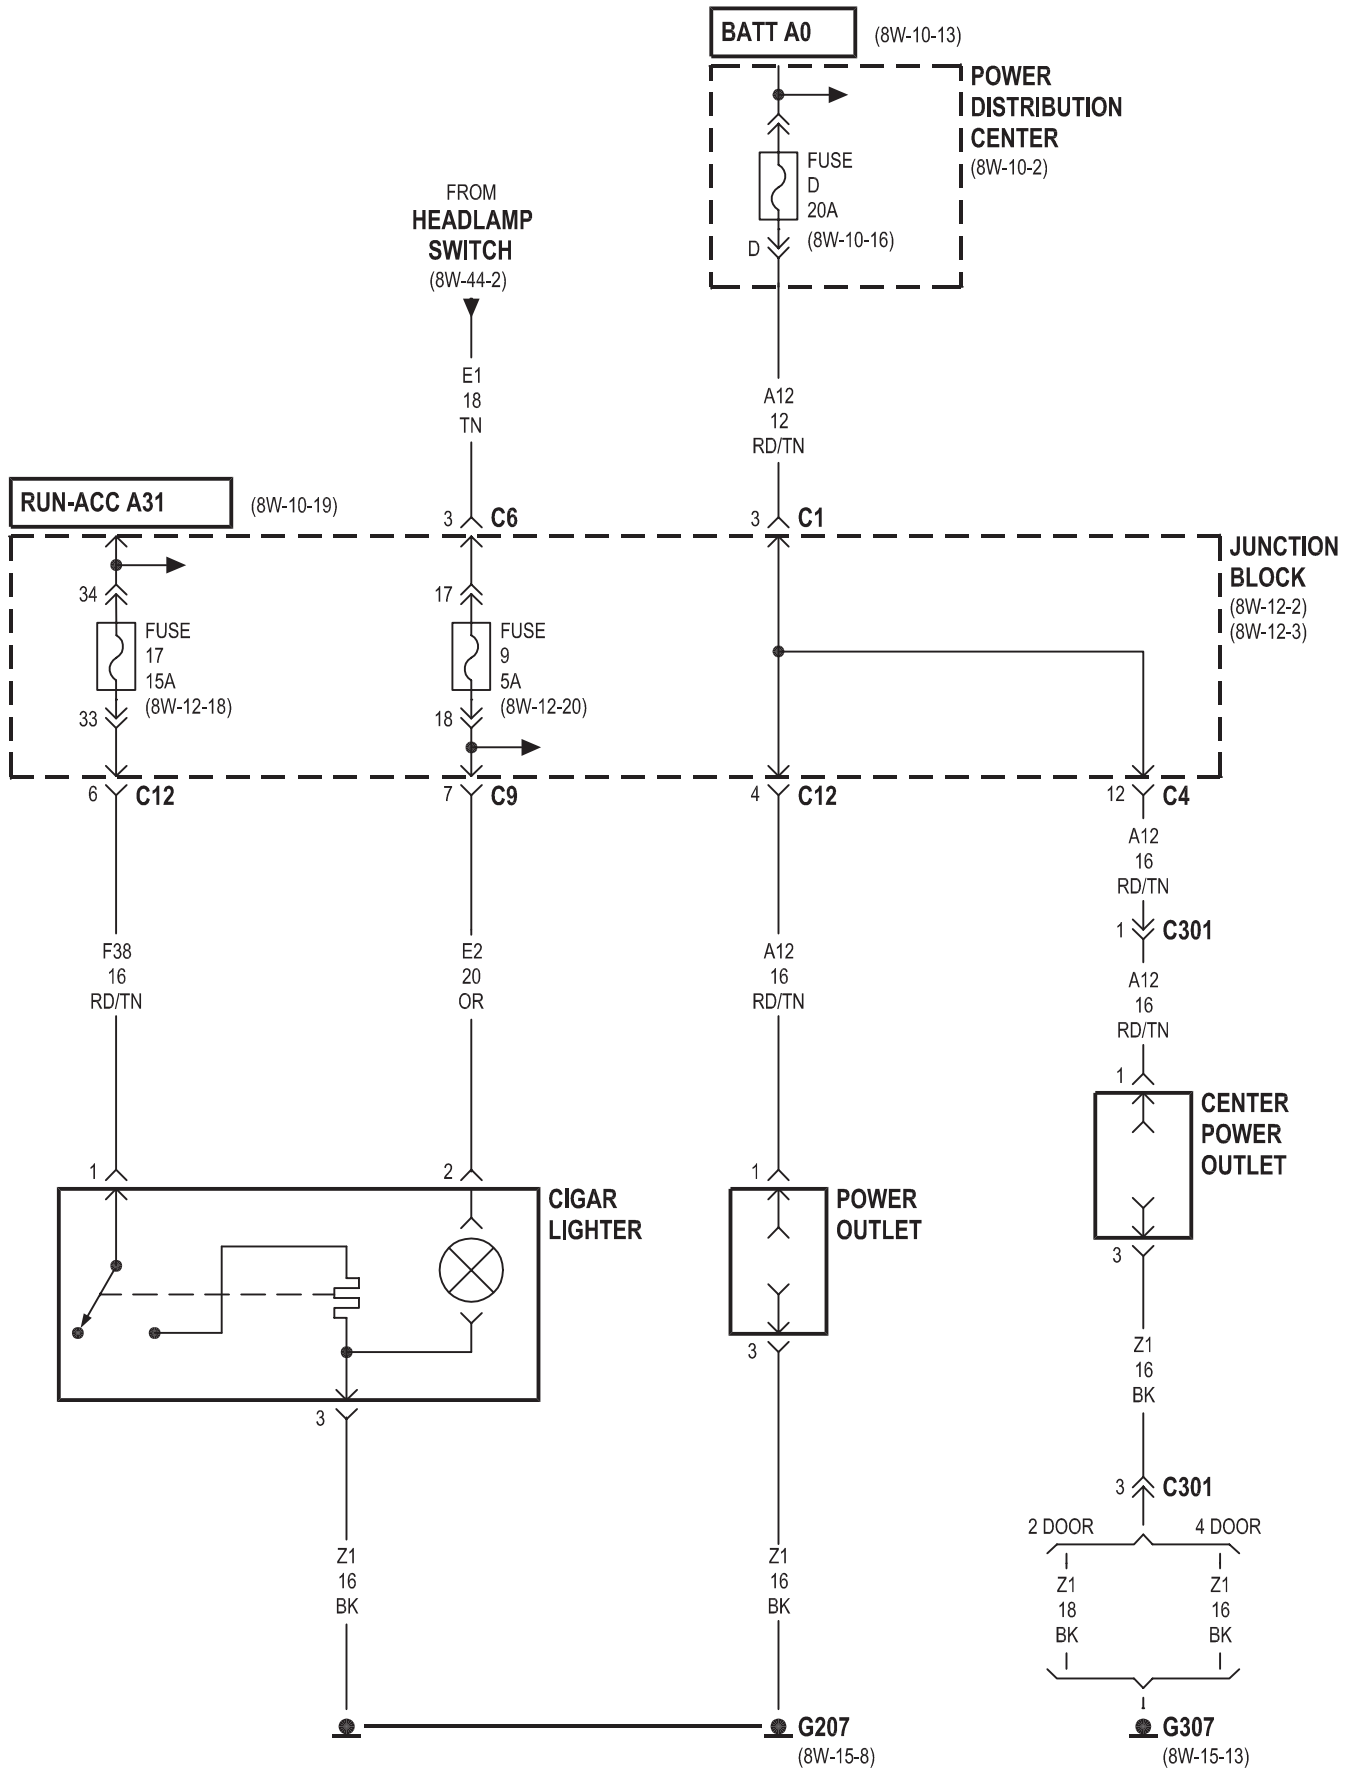 BATT A0
(8W-10-13)
POWER
DISTRIBUTION
CENTER
(8W-10-2)
FUSE
D
20A
(8W-10-16)
D
FROM
HEADLAMP
SWITCH
(8W-44-2)
E1
18
TN
A12
12
RD/TN
RUN-ACC A31
(8W-10-19)
3 C6
3 C1
JUNCTION
BLOCK
(8W-12-2)
(8W-12-3)
34
FUSE
17
15A
(8W-12-18)
33
17
FUSE
9
5A
(8W-12-20)
18
6 C12
7 C9
4 C12
12 C4
A12
16
RD/TN
1 C301
F38
16
RD/TN
E2
20
OR
A12
16
RD/TN
A12
16
RD/TN
1
CENTER
POWER
OUTLET
3
1
2
CIGAR
LIGHTER
3
1
POWER
OUTLET
3
Z1
16
BK
3 C301
2 DOOR
4 DOOR
Z1
16
BK
Z1
16
BK
Z1
18
BK
Z1
16
BK
G207
(8W-15-8)
G307
(8W-15-13)